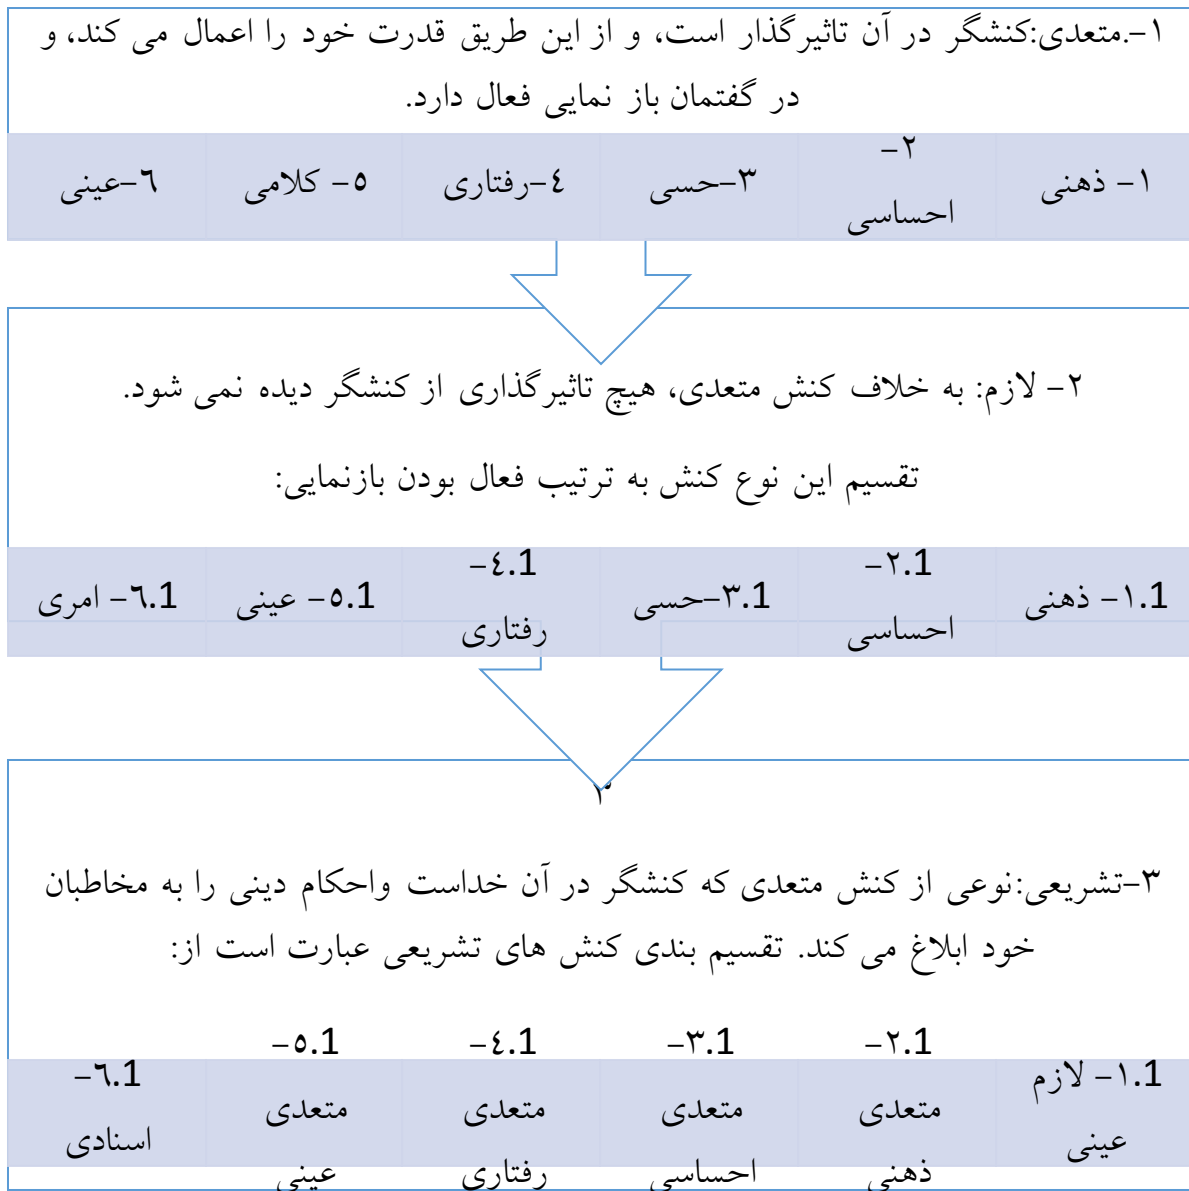 ۱-.متعدی:کنشگر در آن تاثیرگذار است، و از این طریق قدرت خود را اعمال می کند، و
در گفتمان باز نمایی فعال دارد.
۱- ذهنی
۲-
احساسی
۳-حسی
٤-رفتاری
٥- کلامی
٦-عینی
۲- لازم: به خلاف کنش متعدی، هیچ تاثیرگذاری از کنشگر دیده نمی شود.
تقسیم این نوع کنش به ترتیب فعال بودن بازنمایی:
۱.1- ذهنی
۲.1-
احساسی
۳.1-حسی
٤.1-
رفتاری
٥.1- عینی
٦.1- امری
۳-تشریعی:نوعی از کنش متعدی که کنشگر در آن خداست واحکام دینی را به مخاطبان
خود ابلاغ می کند. تقسیم بندی کنش های تشریعی عبارت است از:
۱.1- لازم
عینی
۲.1-
متعدی
ذهنی
۳.1-
متعدی
احساسی
٤.1-
متعدی
رفتاری
٥.1-
متعدی
عینی
٦.1-
اسنادی